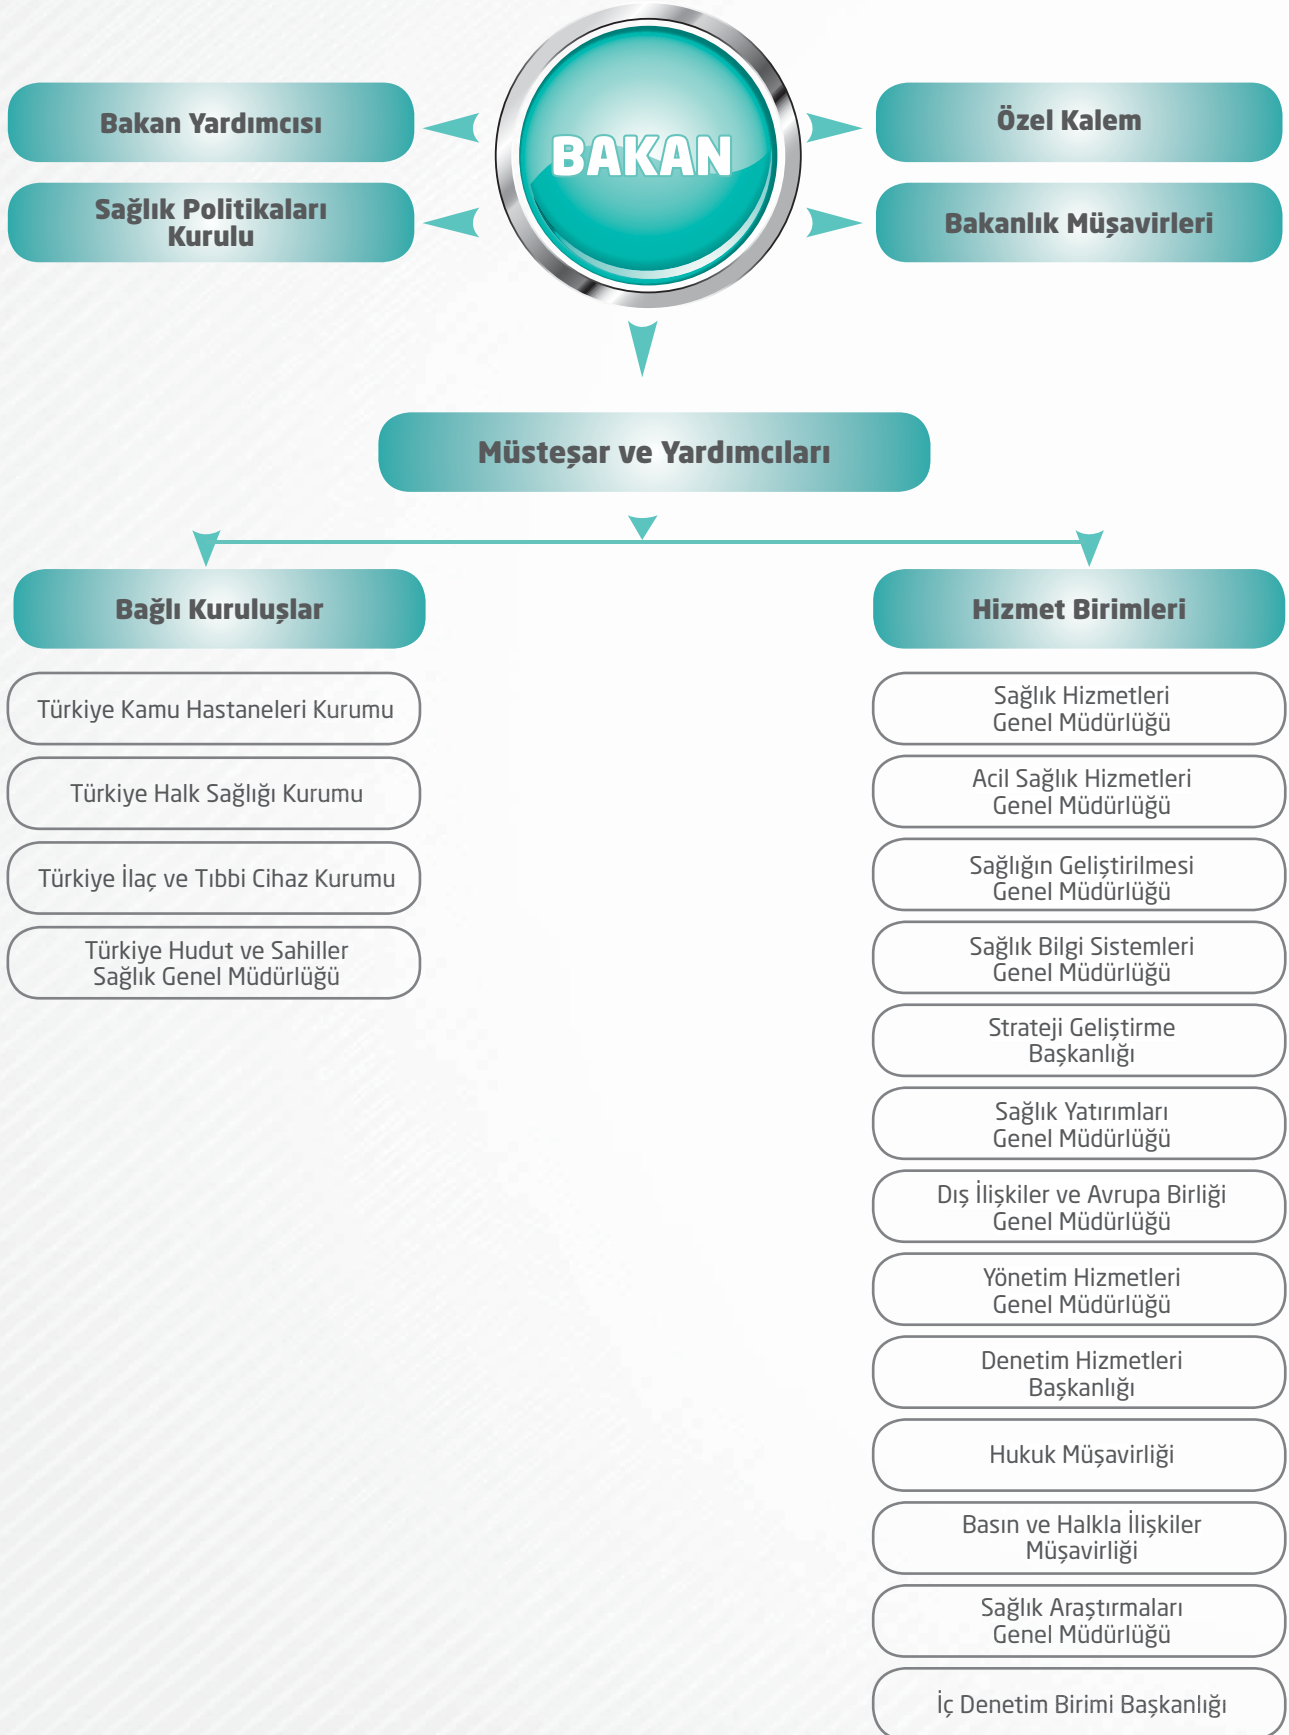 BAKAN
Bakan Yardımcısı
Sağlık Politikaları
Kurulu
Özel Kalem
Bakanlık Müşavirleri
Müsteşar ve Yardımcıları
Bağlı Kuruluşlar
Türkiye Kamu Hastaneleri Kurumu
Türkiye Halk Sağlığı Kurumu
Türkiye İlaç ve Tıbbi Cihaz Kurumu
Türkiye Hudut ve Sahiller
Sağlık Genel Müdürlüğü
Hizmet Birimleri
Sağlık Hizmetleri
Genel Müdürlüğü
Acil Sağlık Hizmetleri
Genel Müdürlüğü
Sağlığın Geliştirilmesi
Genel Müdürlüğü
Sağlık Bilgi Sistemleri
Genel Müdürlüğü
Strateji Geliştirme
Başkanlığı
Sağlık Yatırımları
Genel Müdürlüğü
Dış İlişkiler ve Avrupa Birliği
Genel Müdürlüğü
Yönetim Hizmetleri
Genel Müdürlüğü
Denetim Hizmetleri
Başkanlığı
Hukuk Müşavirliği
Basın ve Halkla İlişkiler
Müşavirliği
Sağlık Araştırmaları
Genel Müdürlüğü
İç Denetim Birimi Başkanlığı